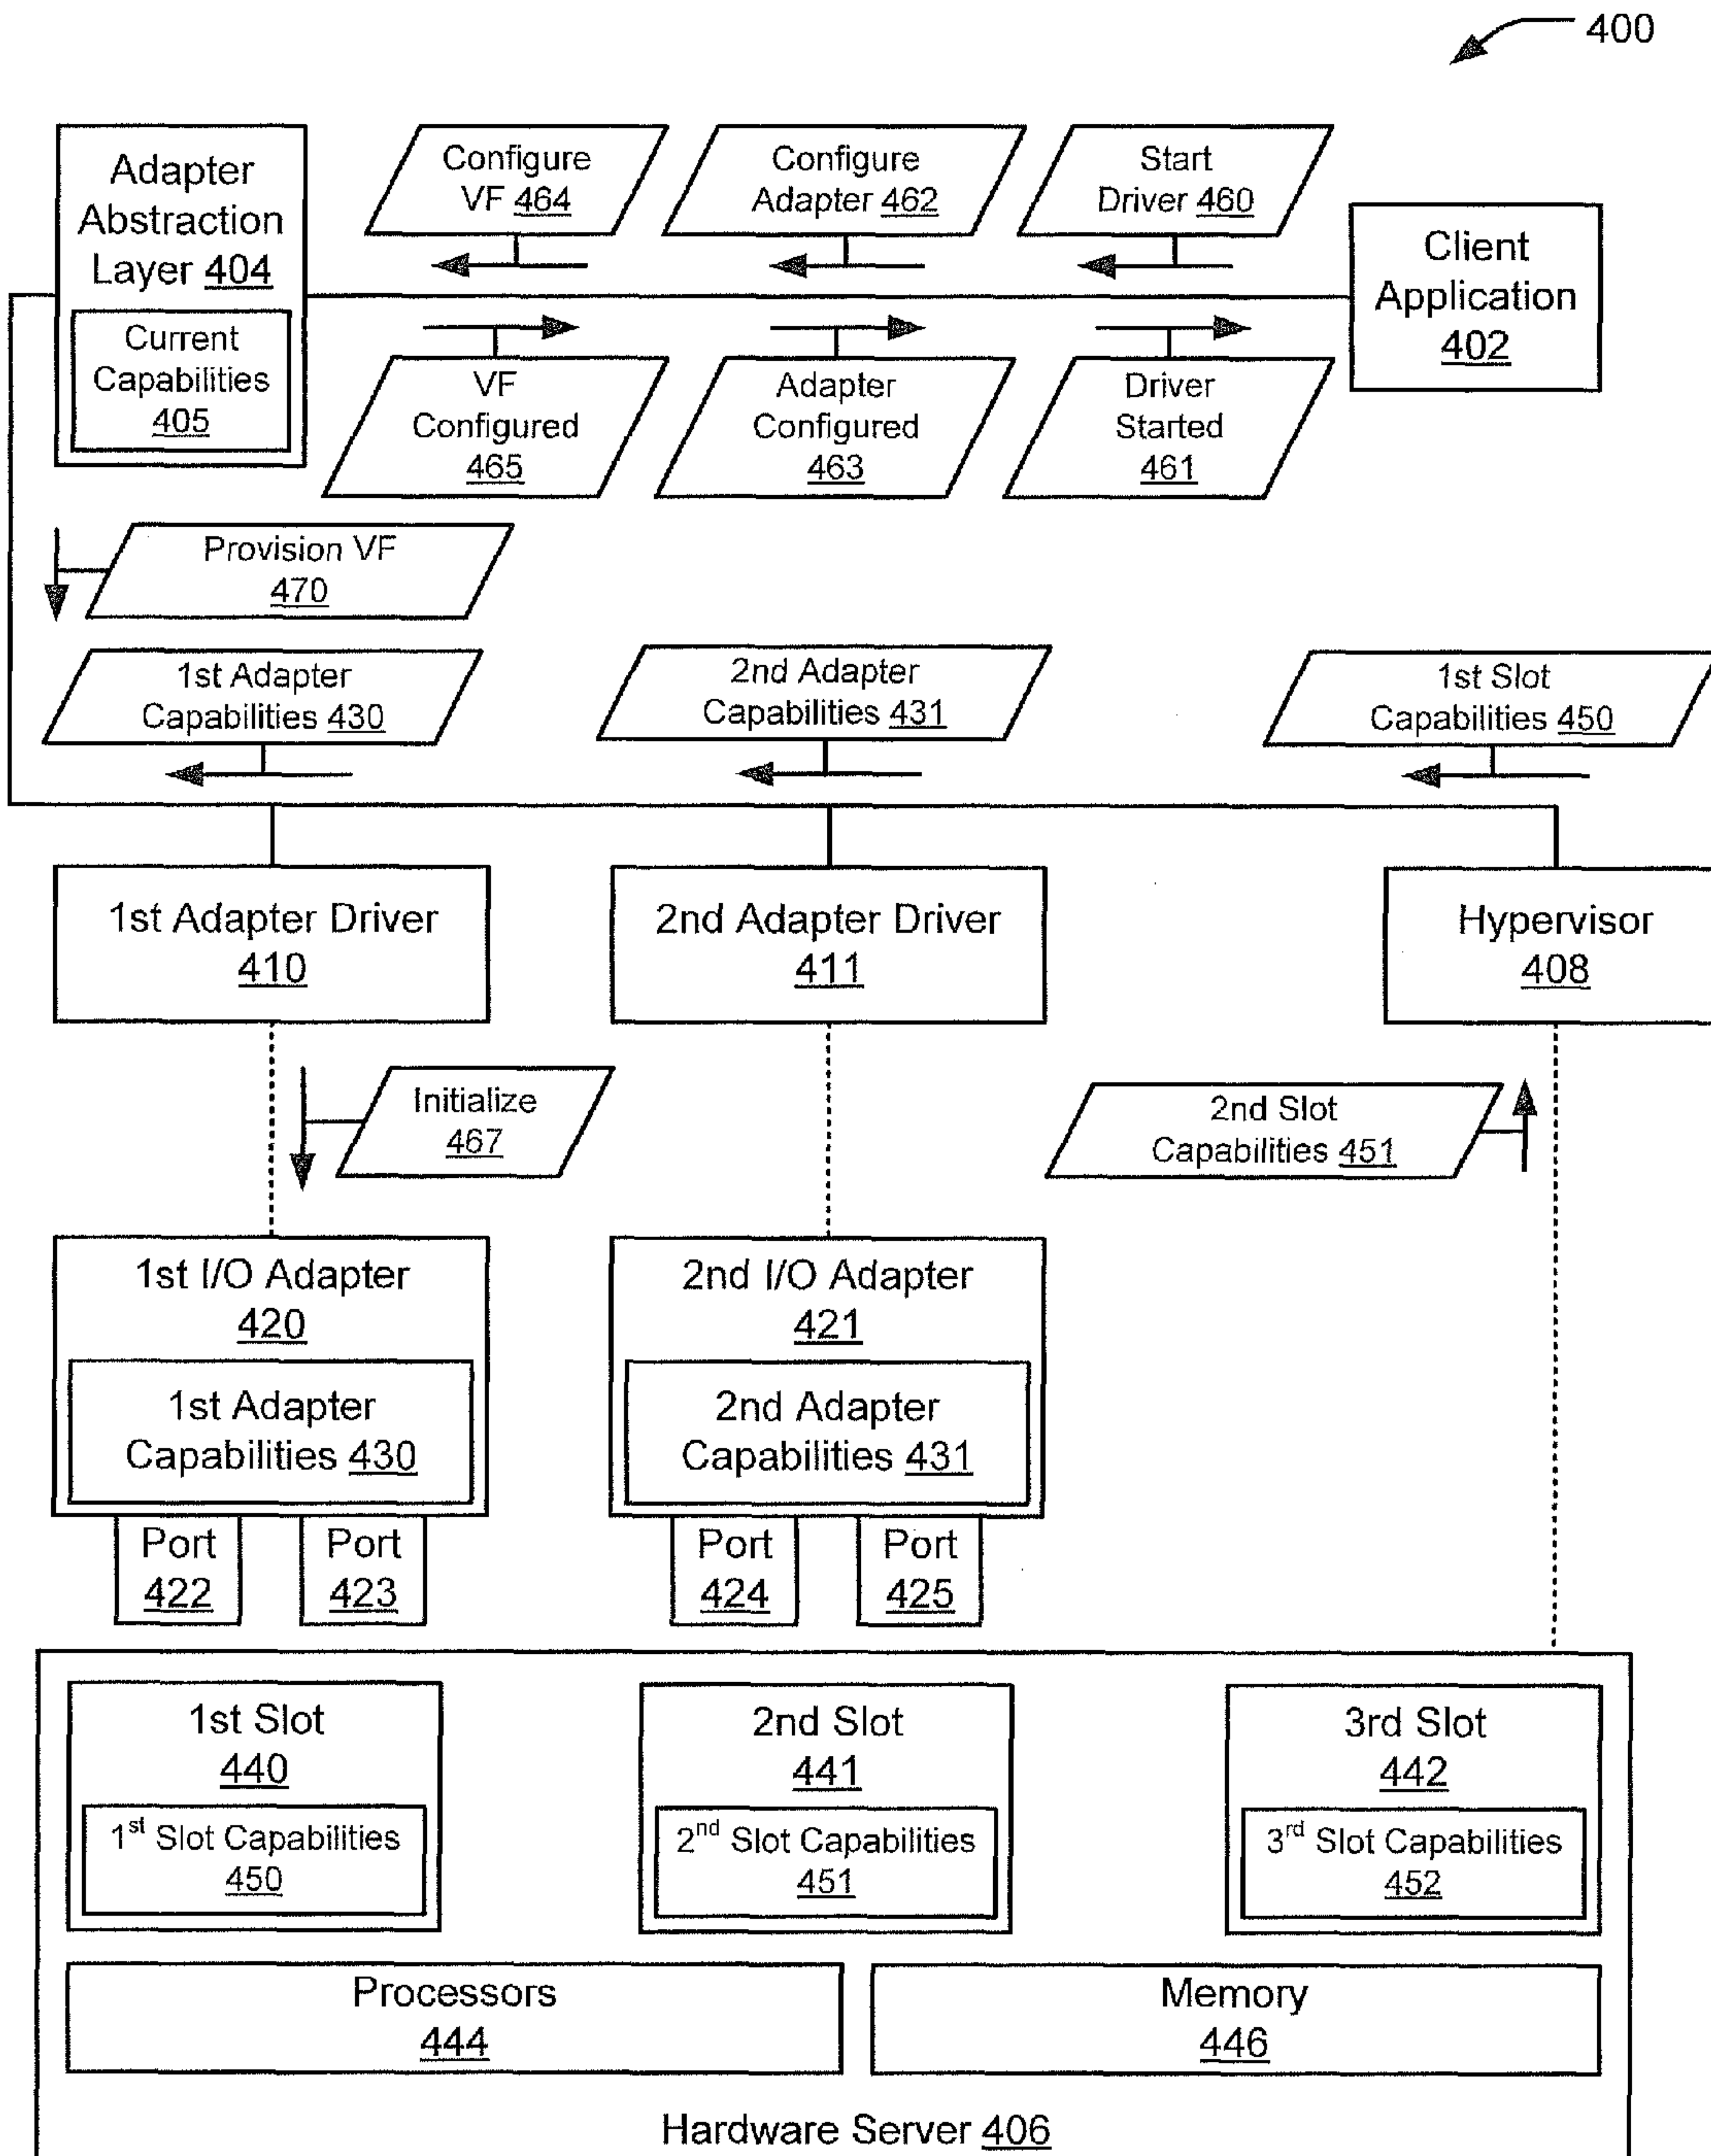 400
Adapter
Abstraction
Layer 404
Current
Capabilities
405
Configure
VF 464
Configure
Adapter 462
Start
Driver 460
Client
Application
402
VF
Configured
465
Adapter
Configured
463
Driver
Started
461
Provision VF
470
1st Adapter
Capabilities 430
2nd Adapter
Capabilities 431
1st Slot
Capabilities 450
1st Adapter Driver
410
2nd Adapter Driver
411
Hypervisor
408
Initialize
467
2nd Slot
Capabilities 451
1st I/O Adapter
420
1st Adapter
Capabilities 430
2nd I/O Adapter
421
2nd Adapter
Capabilities 431
Port
422
Port
423
Port
424
Port
425
1st Slot
440
1st Slot Capabilities
450
2nd Slot
441
2nd Slot Capabilities
451
3rd Slot
442
3rd Slot Capabilities
452
Processors
444
Memory
446
Hardware Server 406